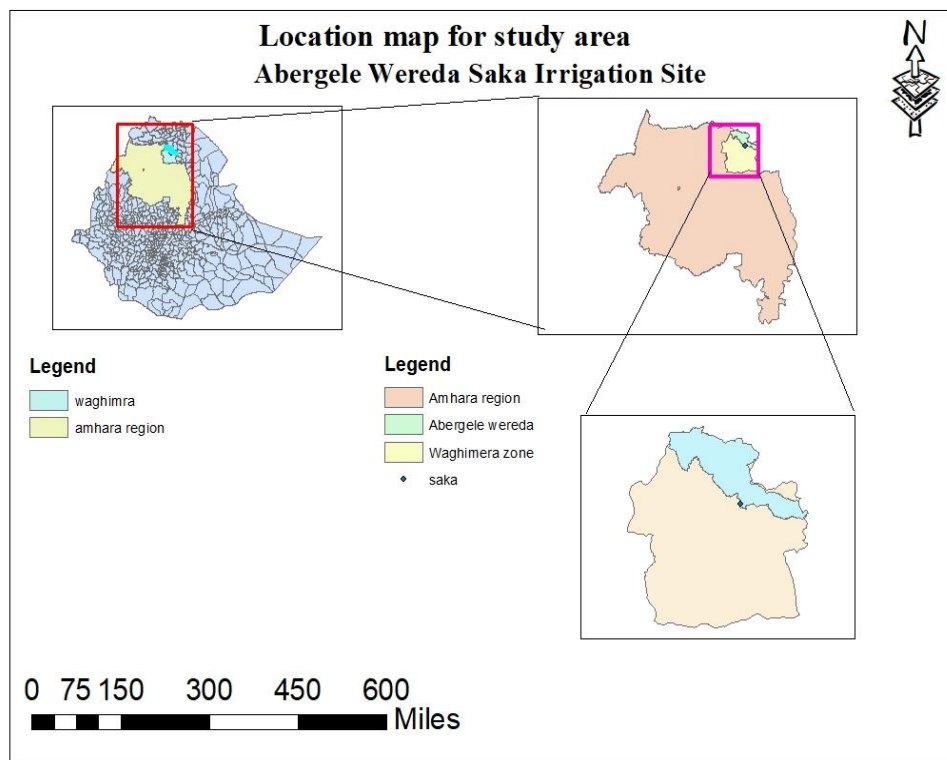 Location map for study area
Abergele Wereda Saka Irrigation Site
N
Legend
waghimra
amhara region
Legend
Amhara region
Abergele wereda
Waghimera zone
saka
0 75 150 300 450 600
Miles